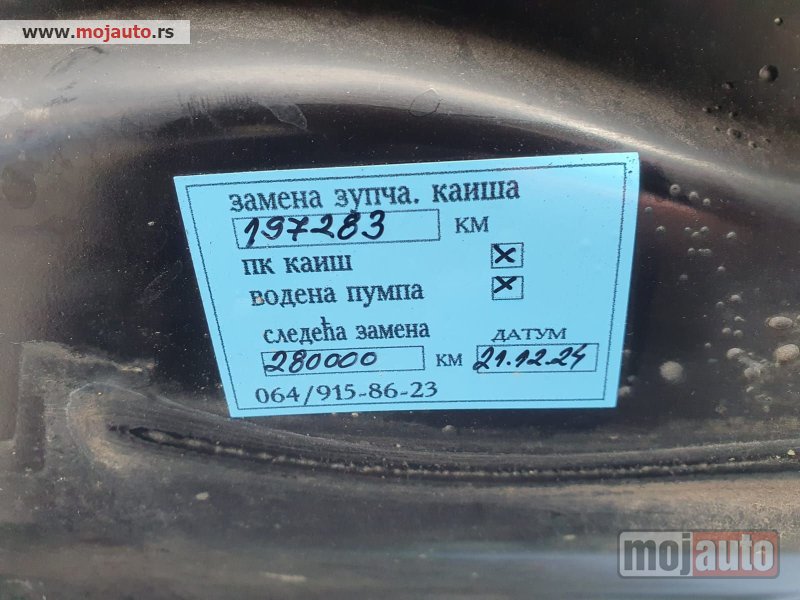 www.mojauto.rs
замена зупча. каиша
197283 км
пк каиш
водена пумпа
следећа замена датум
280000 км 21.12.24
064/915-86-23
mojauto